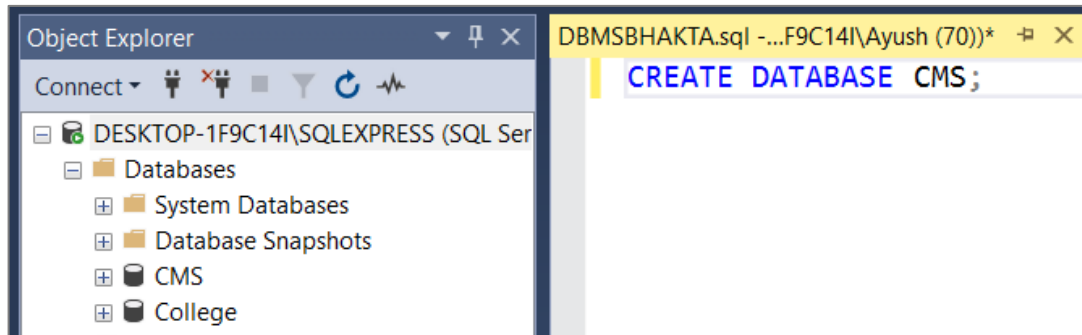 Object Explorer
Connect
DESKTOP-1F9C14I\SQLEXPRESS (SQL Ser
Databases
System Databases
Database Snapshots
CMS
College
DBMSBHAKTA.sql -...F9C14I\Ayush (70))*
CREATE DATABASE CMS;